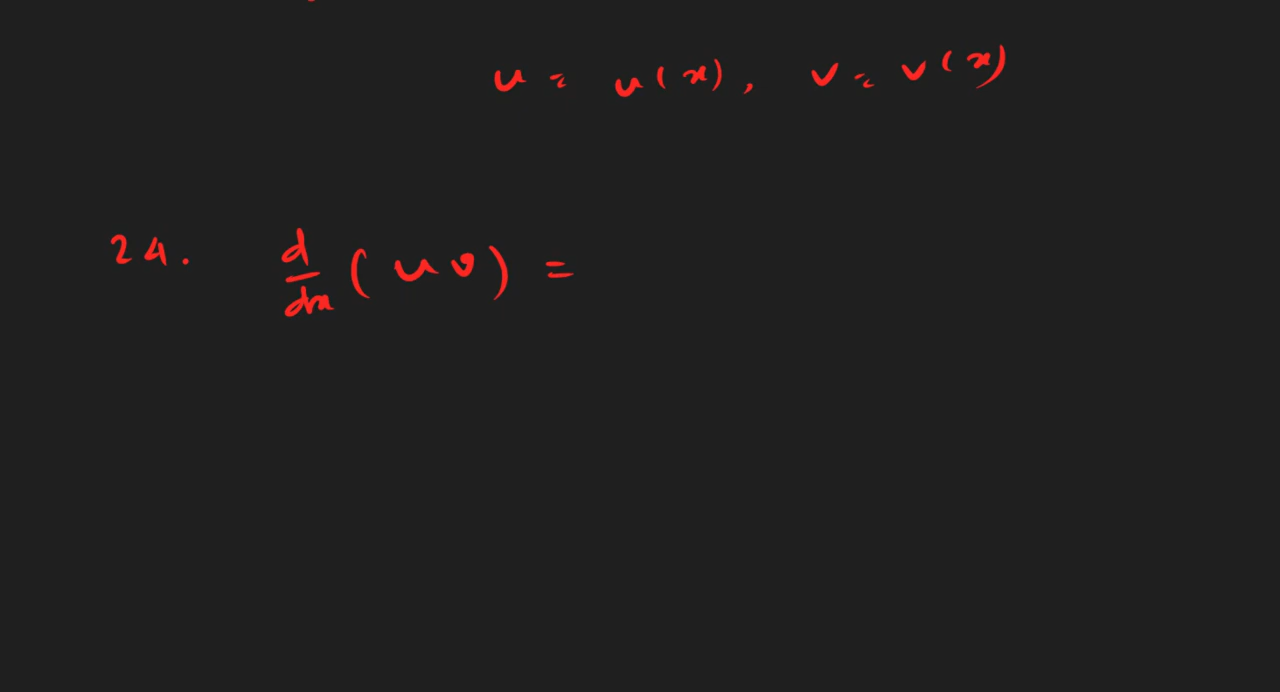 u = u(x), v = v(x)
24. d/dx (uv) =